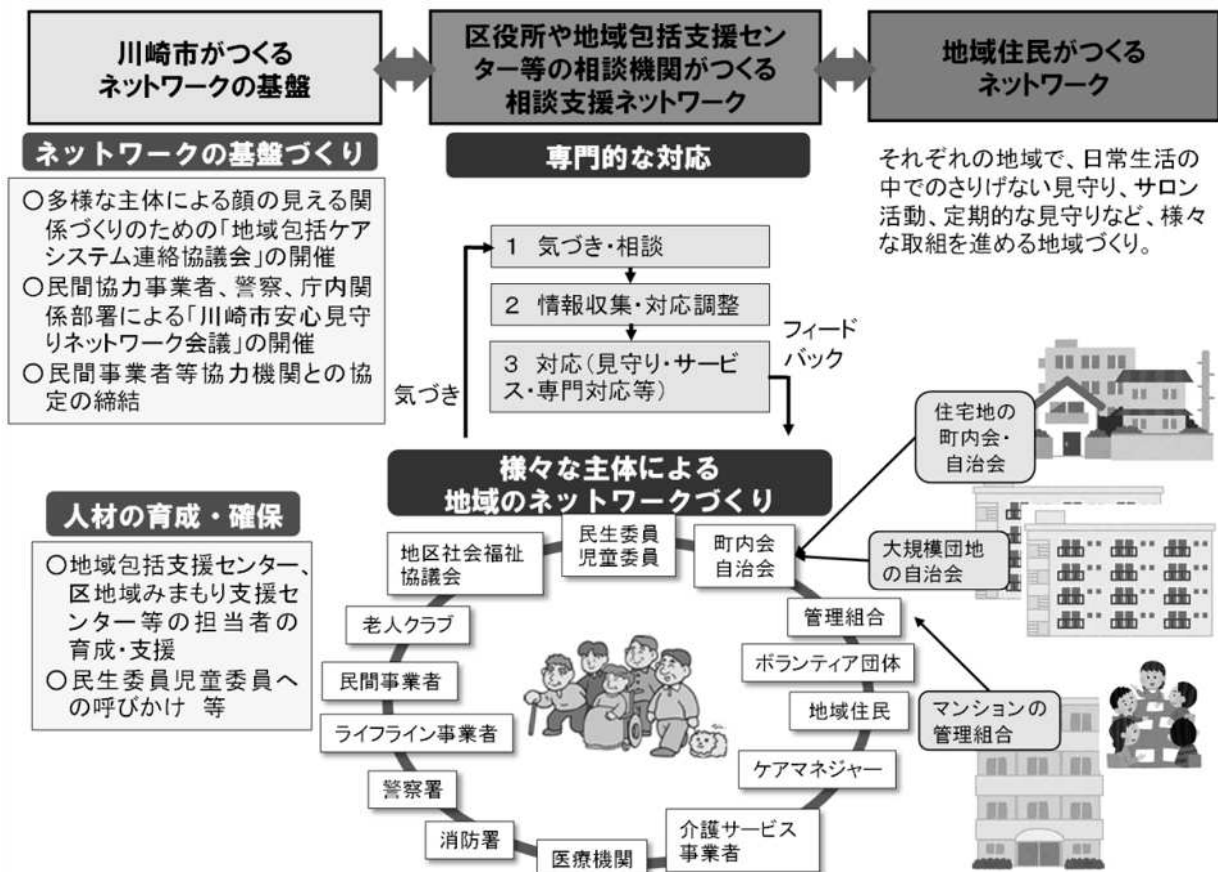 川崎市がつくる
ネットワークの基盤
区役所や地域包括支援セン
ター等の相談機関がつくる
相談支援ネットワーク
地域住民がつくる
ネットワーク
ネットワークの基盤づくり
○多様な主体による顔の見える関
係づくりのための「地域包括ケア
システム連絡協議会」の開催
○民間協力事業者、警察、庁内関
係部署による「川崎市安心見守
りネットワーク会議」の開催
○民間事業者等協力機関との協
定の締結
人材の育成・確保
○地域包括支援センター、
区地域みまもり支援セ
ンター等の担当者の
育成・支援
○民生委員児童委員へ
の呼びかけ 等
専門的な対応
1 気づき・相談
2 情報収集・対応調整
3 対応(見守り・サービ
ス・専門対応等)
気づき
フィード
バック
それぞれの地域で、日常生活の
中でのさりげない見守り、サロン
活動、定期的な見守りなど、様々
な取組を進める地域づくり。
様々な主体による
地域のネットワークづくり
民生委員
児童委員
町内会
自治会
管理組合
ボランティア団体
地域住民
ケアマネジャー
介護サービス
事業者
医療機関
消防署
警察署
ライフライン事業者
民間事業者
老人クラブ
地区社会福祉
協議会
住宅地の
町内会・
自治会
大規模団地
の自治会
マンションの
管理組合